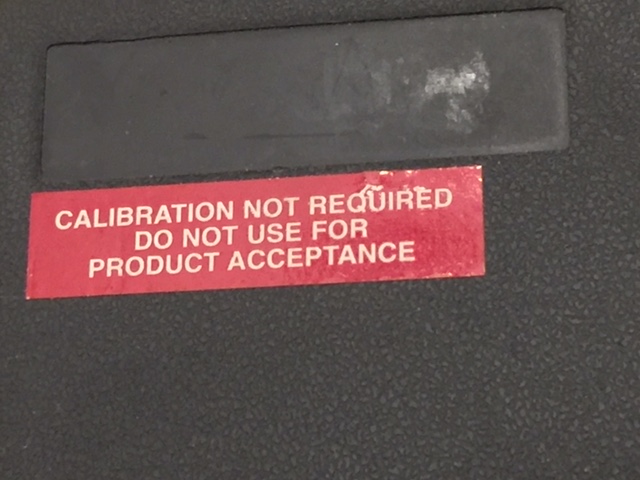 CALIBRATION NOT REQUIRED
DO NOT USE FOR
PRODUCT ACCEPTANCE